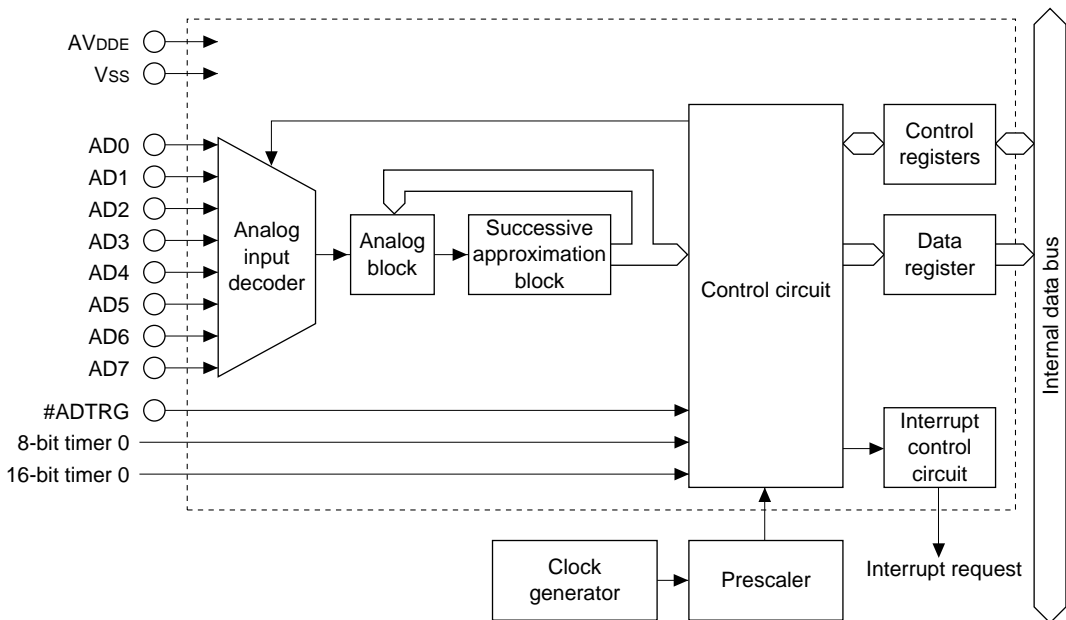 AVDDE
VSS
AD0
AD1
AD2
AD3
AD4
AD5
AD6
AD7
#ADTRG
8-bit timer 0
16-bit timer 0
Analog
input
decoder
Analog
block
Successive
approximation
block
Control circuit
Control
registers
Data
register
Interrupt
control
circuit
Internal data bus
Clock
generator
Prescaler
Interrupt request